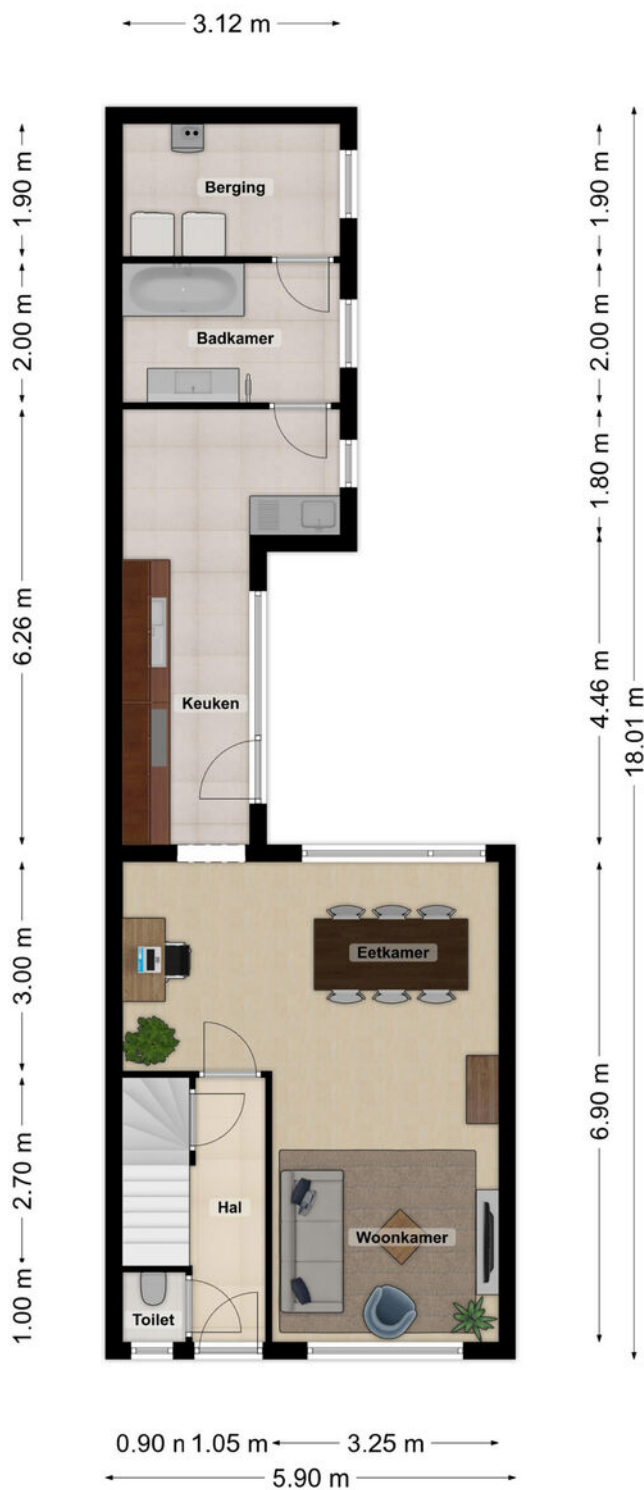 3.12 m
1.90 m
1.90 m
Berging
2.00 m
2.00 m
Badkamer
1.80 m
6.26 m
4.46 m
18.01 m
Keuken
3.00 m
Eetkamer
6.90 m
2.70 m
Hal
Woonkamer
1.00 m
Toilet
0.90 n 1.05 m 3.25 m
5.90 m